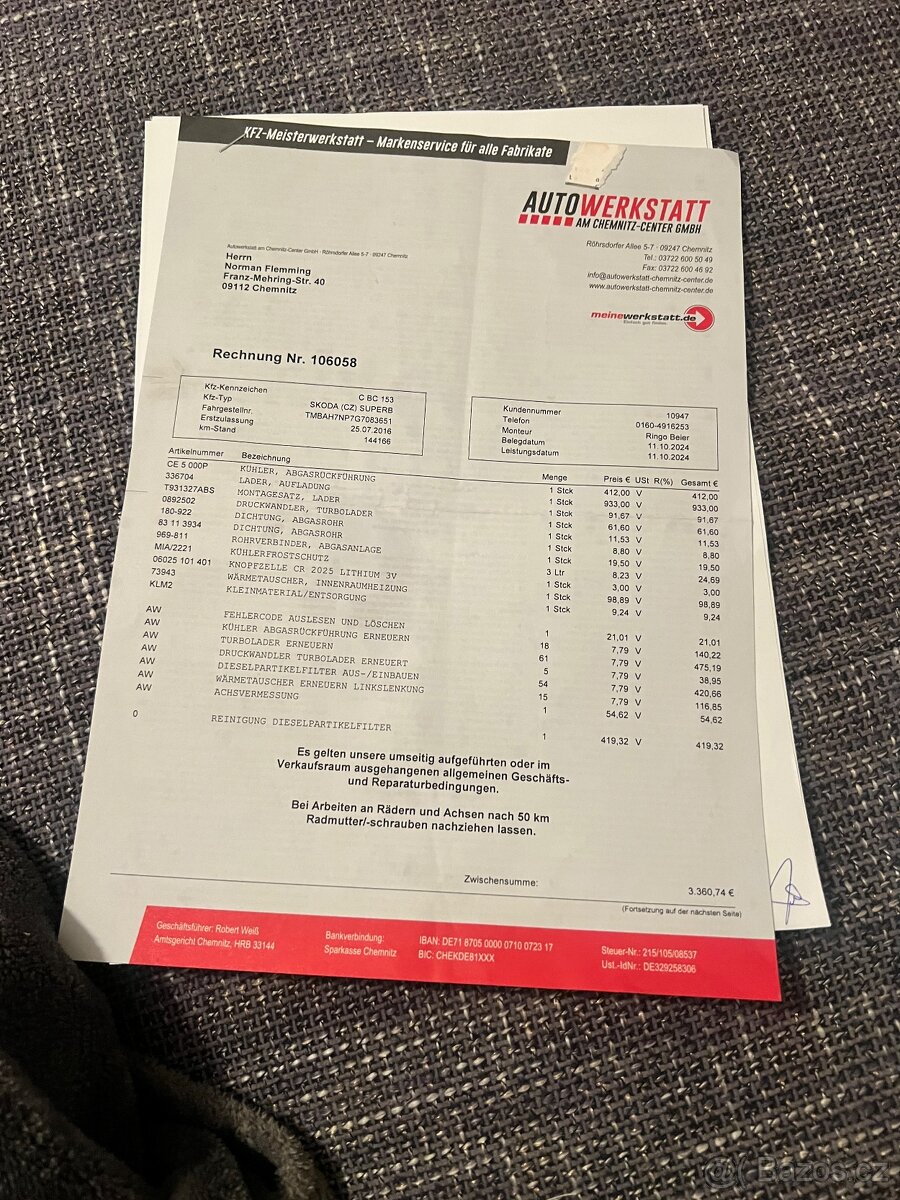 KFZ-Meisterwerkstatt – Markenservice für alle Fabrikate
AUTOWERKSTATT
AM CHEMNITZ-CENTER GMBH
Röhrsdorfer Allee 5-7 · 09247 Chemnitz
Tel.: 03722 600 50 49
Fax: 03722 600 46 92
info@autowerkstatt-chemnitz-center.de
www.autowerkstatt-chemnitz-center.de
meinewerkstatt.de
Einfach gut finden.
Autowerkstatt am Chemnitz-Center GmbH · Röhrsdorfer Allee 5-7 · 09247 Chemnitz
Herrn
Norman Flemming
Franz-Mehring-Str. 40
09112 Chemnitz
Rechnung Nr. 106058
Kfz-Kennzeichen C BC 153
Kfz-Typ SKODA (CZ) SUPERB
Fahrgestellnr. TMBAH7NP7G7083651
Erstzulassung 25.07.2016
km-Stand 144166
Kundennummer 10947
Telefon 0160-4916253
Monteur Ringo Beier
Belegdatum 11.10.2024
Leistungsdatum 11.10.2024
Artikelnummer Bezeichnung Menge Preis € USt R(%) Gesamt €
CE 5 000P KÜHLER, ABGASRÜCKFÜHRUNG 1 Stck 412,00 V 412,00
336704 LADER, AUFLADUNG 1 Stck 933,00 V 933,00
T931327ABS MONTAGESATZ, LADER 1 Stck 91,67 V 91,67
0892502 DRUCKWANDLER, TURBOLADER 1 Stck 61,60 V 61,60
180-922 DICHTUNG, ABGASROHR 1 Stck 11,53 V 11,53
83 11 3934 DICHTUNG, ABGASROHR 1 Stck 8,80 V 8,80
969-811 ROHRVERBINDER, ABGASANLAGE 1 Stck 19,50 V 19,50
MIA/2221 KÜHLERFROSTSCHUTZ 3 Ltr 8,23 V 24,69
06025 101 401 KNOPFZELLE CR 2025 LITHIUM 3V 1 Stck 3,00 V 3,00
73943 WÄRMETAUSCHER, INNENRAUMHEIZUNG 1 Stck 98,89 V 98,89
KLM2 KLEINMATERIAL/ENTSORGUNG 1 Stck 9,24 V 9,24
AW FEHLERCODE AUSLESEN UND LÖSCHEN 1 21,01 V 21,01
AW KÜHLER ABGASRÜCKFÜHRUNG ERNEUERN 18 7,79 V 140,22
AW TURBOLADER ERNEUERN 61 7,79 V 475,19
AW DRUCKWANDLER TURBOLADER ERNEUERT 5 7,79 V 38,95
AW DIESELPARTIKELFILTER AUS-/EINBAUEN 54 7,79 V 420,66
AW WÄRMETAUSCHER ERNEUERN LINKSLENKUNG 15 7,79 V 116,85
AW ACHSVERMESSUNG 1 54,62 V 54,62
0 REINIGUNG DIESELPARTIKELFILTER 1 419,32 V 419,32
Es gelten unsere umseitig aufgeführten oder im
Verkaufsraum ausgehangenen allgemeinen Geschäfts-
und Reparaturbedingungen.
Bei Arbeiten an Rädern und Achsen nach 50 km
Radmutter/-schrauben nachziehen lassen.
Zwischensumme: 3.360,74 €
(Fortsetzung auf der nächsten Seite)
Geschäftsführer: Robert Weiß
Amtsgericht Chemnitz, HRB 33144
Bankverbindung:
Sparkasse Chemnitz
IBAN: DE71 8705 0000 0710 0723 17
BIC: CHEKDE81XXX
Steuer-Nr.: 215/105/08537
Ust.-IdNr.: DE329258306
Bazos.cz